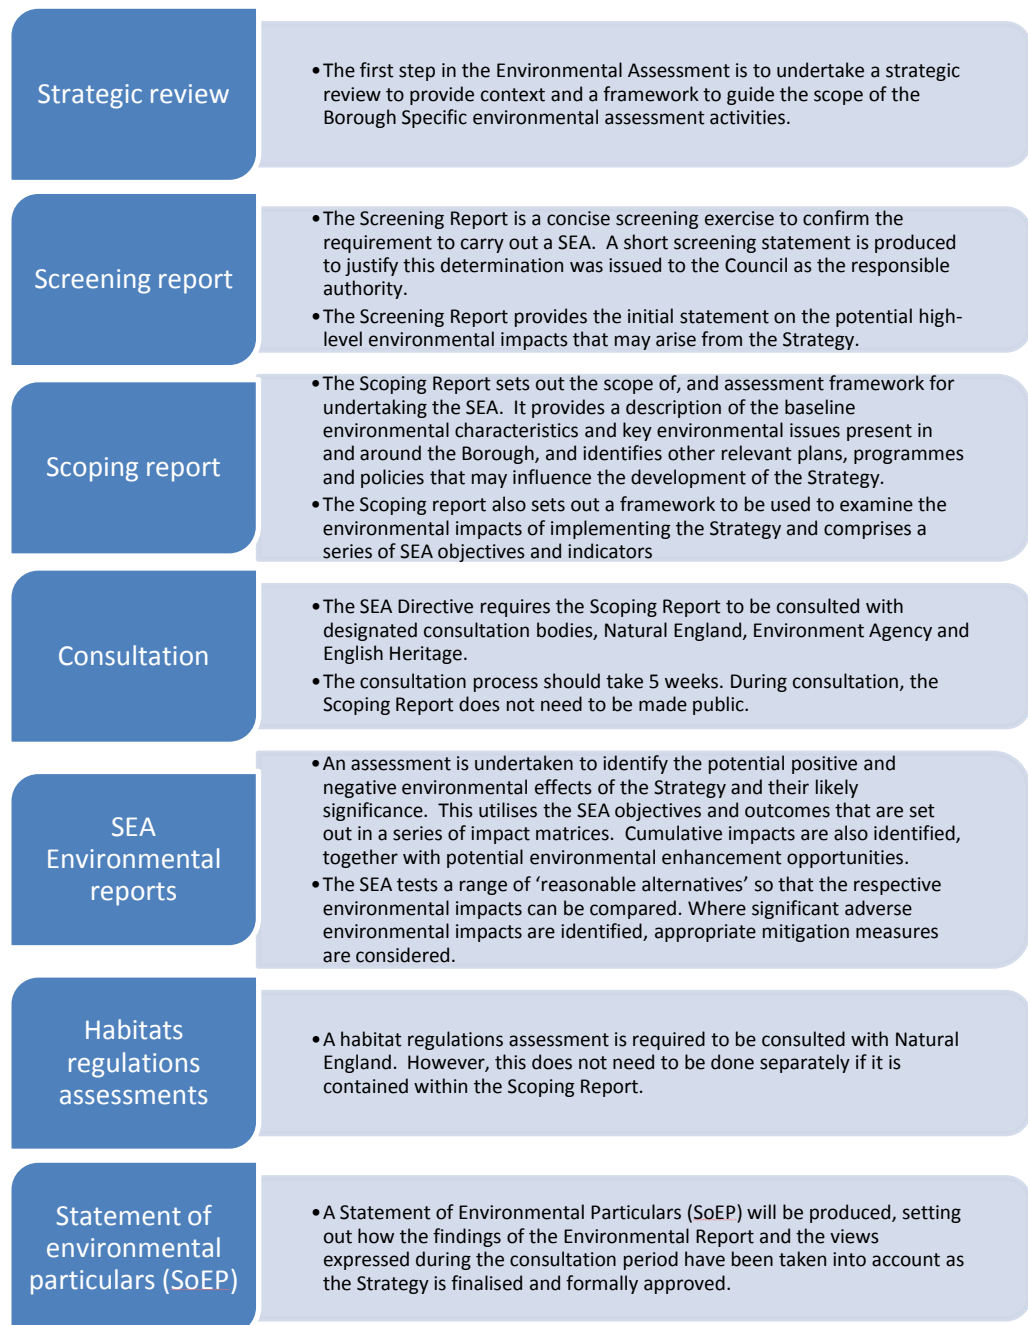 Strategic review
•The first step in the Environmental Assessment is to undertake a strategic
review to provide context and a framework to guide the scope of the
Borough Specific environmental assessment activities.
Screening report
•The Screening Report is a concise screening exercise to confirm the
requirement to carry out a SEA.  A short screening statement is produced
to justify this determination was issued to the Council as the responsible
authority.
•The Screening Report provides the initial statement on the potential high-
level environmental impacts that may arise from the Strategy.
Scoping report
•The Scoping Report sets out the scope of, and assessment framework for
undertaking the SEA.  It provides a description of the baseline
environmental characteristics and key environmental issues present in
and around the Borough, and identifies other relevant plans, programmes
and policies that may influence the development of the Strategy.
•The Scoping report also sets out a framework to be used to examine the
environmental impacts of implementing the Strategy and comprises a
series of SEA objectives and indicators
Consultation
•The SEA Directive requires the Scoping Report to be consulted with
designated consultation bodies, Natural England, Environment Agency and
English Heritage.
•The consultation process should take 5 weeks. During consultation, the
Scoping Report does not need to be made public.
SEA
Environmental
reports
•An assessment is undertaken to identify the potential positive and
negative environmental effects of the Strategy and their likely
significance.  This utilises the SEA objectives and outcomes that are set
out in a series of impact matrices.  Cumulative impacts are also identified,
together with potential environmental enhancement opportunities.
•The SEA tests a range of ‘reasonable alternatives’ so that the respective
environmental impacts can be compared. Where significant adverse
environmental impacts are identified, appropriate mitigation measures
are considered.
Habitats
regulations
assessments
•A habitat regulations assessment is required to be consulted with Natural
England.  However, this does not need to be done separately if it is
contained within the Scoping Report.
Statement of
environmental
particulars (SoEP)
•A Statement of Environmental Particulars (SoEP) will be produced, setting
out how the findings of the Environmental Report and the views
expressed during the consultation period have been taken into account as
the Strategy is finalised and formally approved.